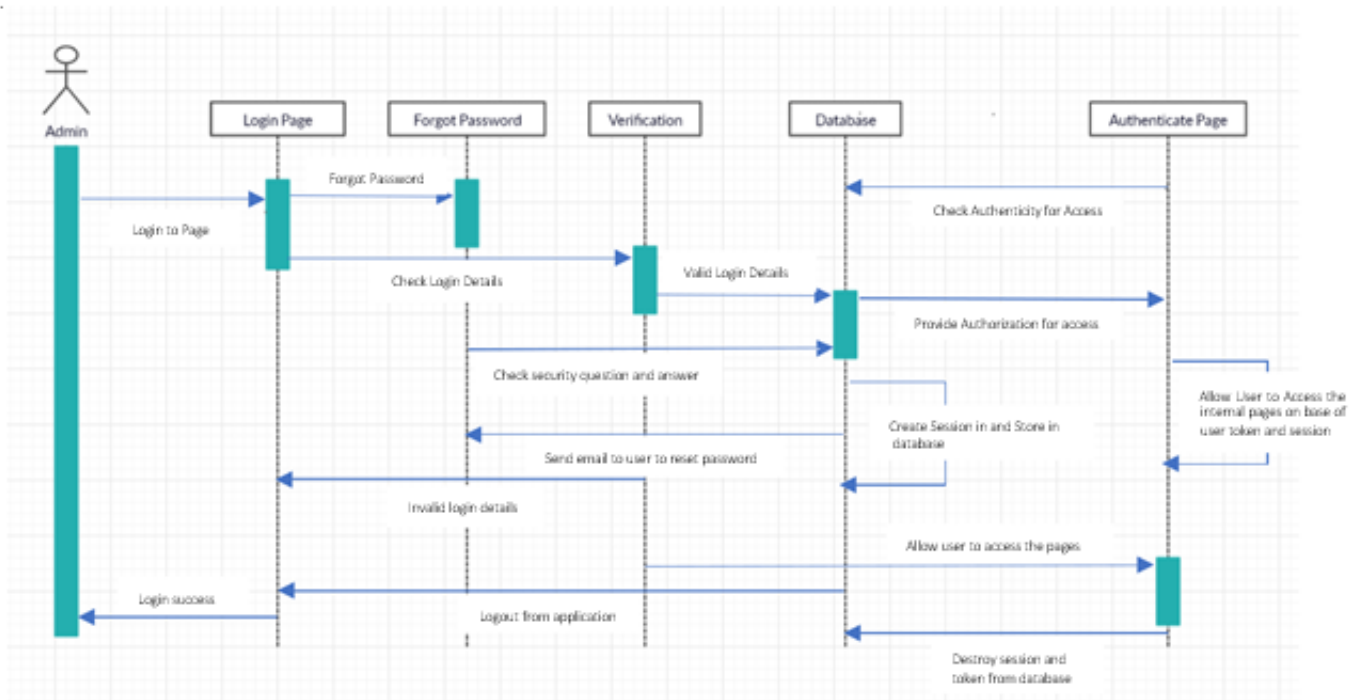 Admin
Login Page
Forgot Password
Verification
Database
Authenticate Page
Forgot Password
Login to Page
Check Authenticity for Access
Check Login Details
Valid Login Details
Provide Authorization for access
Check security question and answer
Allow User to Access the
internal pages on base of
user token and session
Create Session in and Store in
database
Send email to user to reset password
Invalid login details
Allow user to access the pages
Login success
Logout from application
Destroy session and
token from database